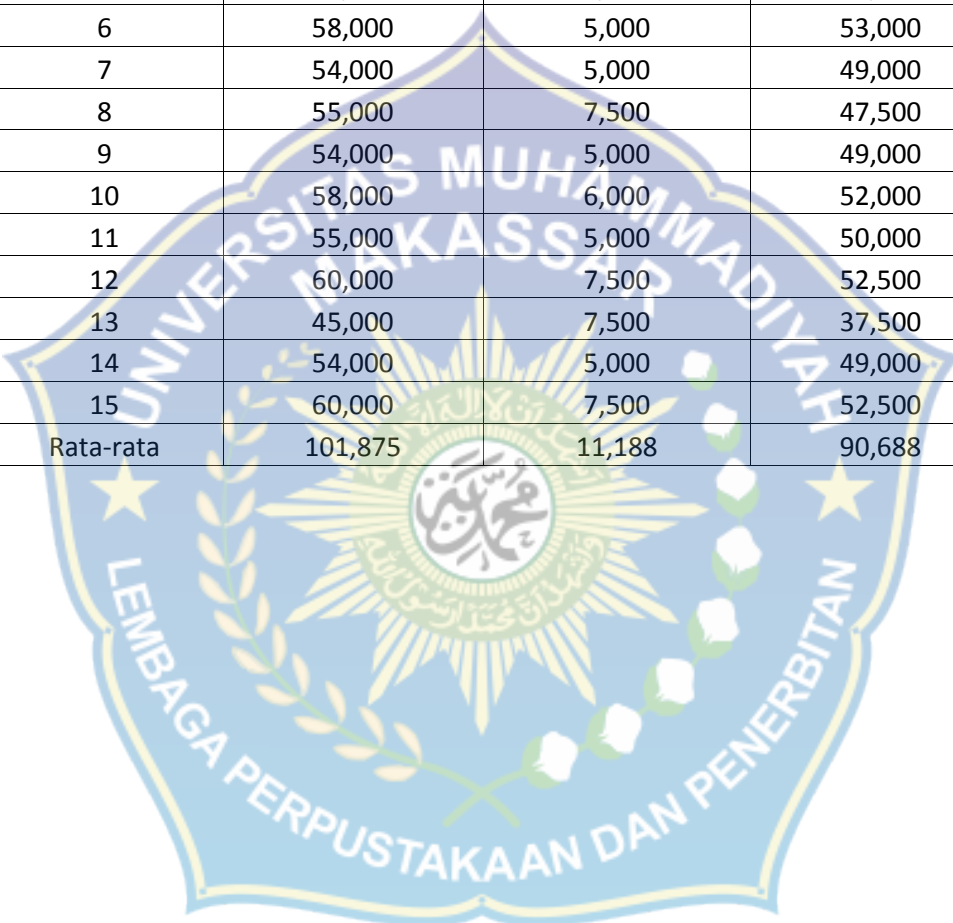 6 58,000 5,000 53,000
7 54,000 5,000 49,000
8 55,000 7,500 47,500
9 54,000 5,000 49,000
10 58,000 6,000 52,000
11 55,000 5,000 50,000
12 60,000 7,500 52,500
13 45,000 7,500 37,500
14 54,000 5,000 49,000
15 60,000 7,500 52,500
Rata-rata 101,875 11,188 90,688
UNIVERSITAS MUHAMMADIYAH
MAKASSAR
LEMBAGA PERPUSTAKAAN DAN PENERBITAN